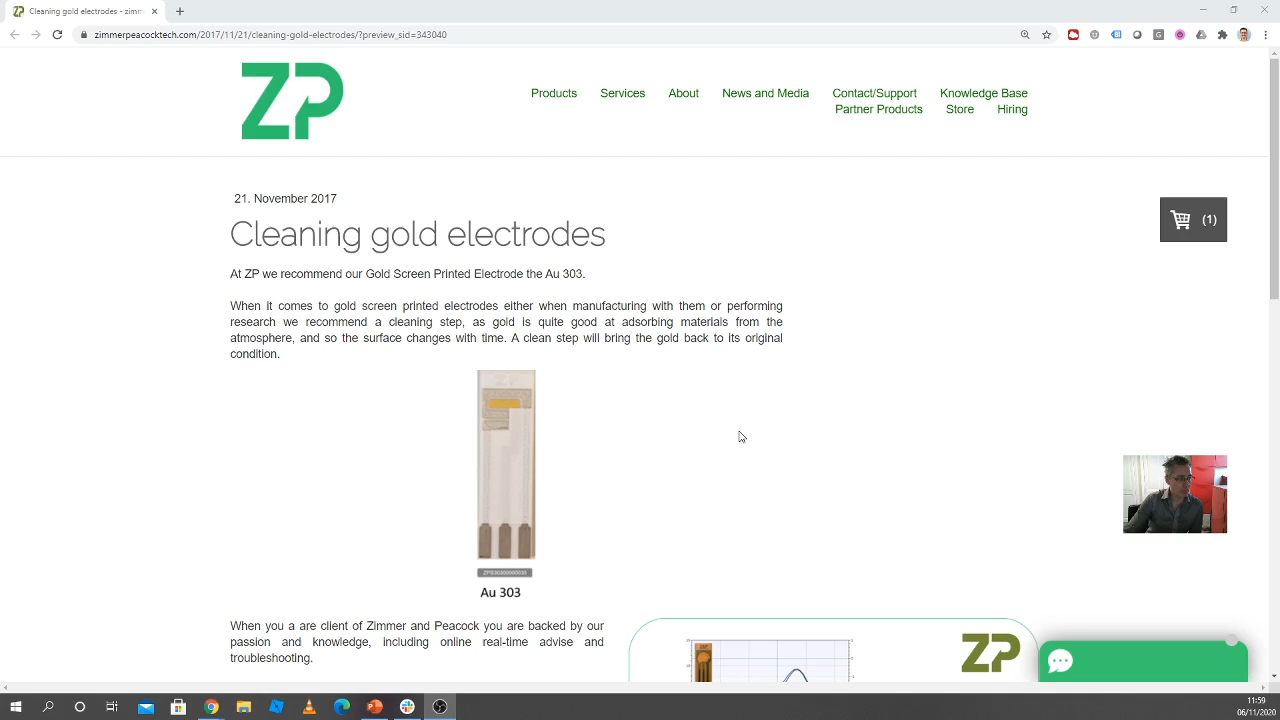 Cleaning gold electrodes - zimm
zimmerpeacocktech.com/2017/11/21/cleaning-gold-electrodes/?preview_sid=343040
ZP
Products Services About News and Media Contact/Support Knowledge Base
Partner Products Store Hiring
21. November 2017
(1)
Cleaning gold electrodes
At ZP we recommend our Gold Screen Printed Electrode the Au 303.
When it comes to gold screen printed electrodes either when manufacturing with them or performing
research we recommend a cleaning step, as gold is quite good at adsorbing materials from the
atmosphere, and so the surface changes with time. A clean step will bring the gold back to its original
condition.
Au 303
When you a are client of Zimmer and Peacock you are backed by our
passion and knowledge, including online real-time advise and
troubleshooting.
ZP
11:59
06/11/2020